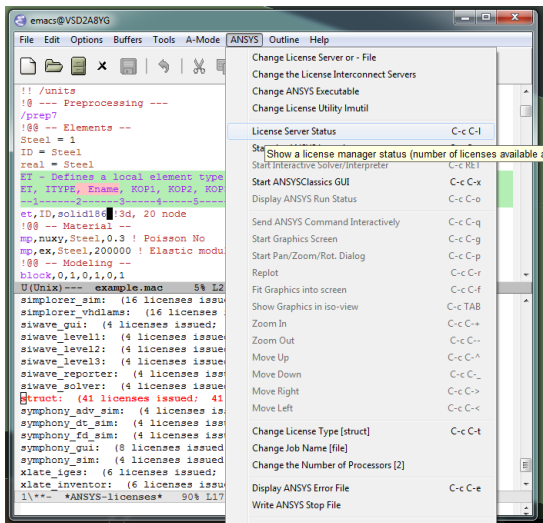 emacs@VSD2A8YG
File Edit Options Buffers Tools A-Mode ANSYS Outline Help
!! /units
!@ --- Preprocessing ---
/prep7
!@@ -- Elements --
Steel = 1
ID = Steel
real = Steel
ET - Defines a local element type
ET, ITYPE, Ename, KOP1, KOP2, KOP
--1------2------3-----4-----5----
et,ID,solid186 !3d, 20 node
!@@ -- Material --
mp,nuxy,Steel,0.3 ! Poisson No
mp,ex,Steel,200000 ! Elastic modu
!@@ -- Modeling --
block,0,1,0,1,0,1
U(Unix)--- example.mac 5% L2
simplorer_sim: (16 licenses issu
simplorer_vhdlams: (16 licenses
siwave_gui: (4 licenses issued;
siwave_level1: (4 licenses issue
siwave_level2: (4 licenses issue
siwave_level3: (4 licenses issue
siwave_reporter: (4 licenses iss
siwave_solver: (4 licenses issue
struct: (41 licenses issued; 41
symphony_adv_sim: (4 licenses is
symphony_dt_sim: (4 licenses iss
symphony_fd_sim: (4 licenses iss
symphony_gui: (8 licenses issued
symphony_sim: (4 licenses issued
xlate_iges: (6 licenses issued;
xlate_inventor: (6 licenses issu
1\**- *ANSYS-licenses* 90% L17
Change License Server or - File
Change the License Interconnect Servers
Change ANSYS Executable
Change License Utility lmutil
License Server Status C-c C-l
Show a license manager status (number of licenses available a
Start Interactive Solver/Interpreter C-c RET
Start ANSYSClassics GUI C-c C-x
Display ANSYS Run Status C-c C-o
Send ANSYS Command Interactively C-c C-q
Start Graphics Screen C-c C-g
Start Pan/Zoom/Rot. Dialog C-c C-p
Replot C-c C-r
Fit Graphics into screen C-c C-f
Show Graphics in iso-view C-c TAB
Zoom In C-c C-+
Zoom Out C-c C--
Move Up C-c C-^
Move Down C-c C-_
Move Right C-c C->
Move Left C-c C-<
Change License Type [struct] C-c C-t
Change Job Name [file]
Change the Number of Processors [2]
Display ANSYS Error File C-c C-e
Write ANSYS Stop File